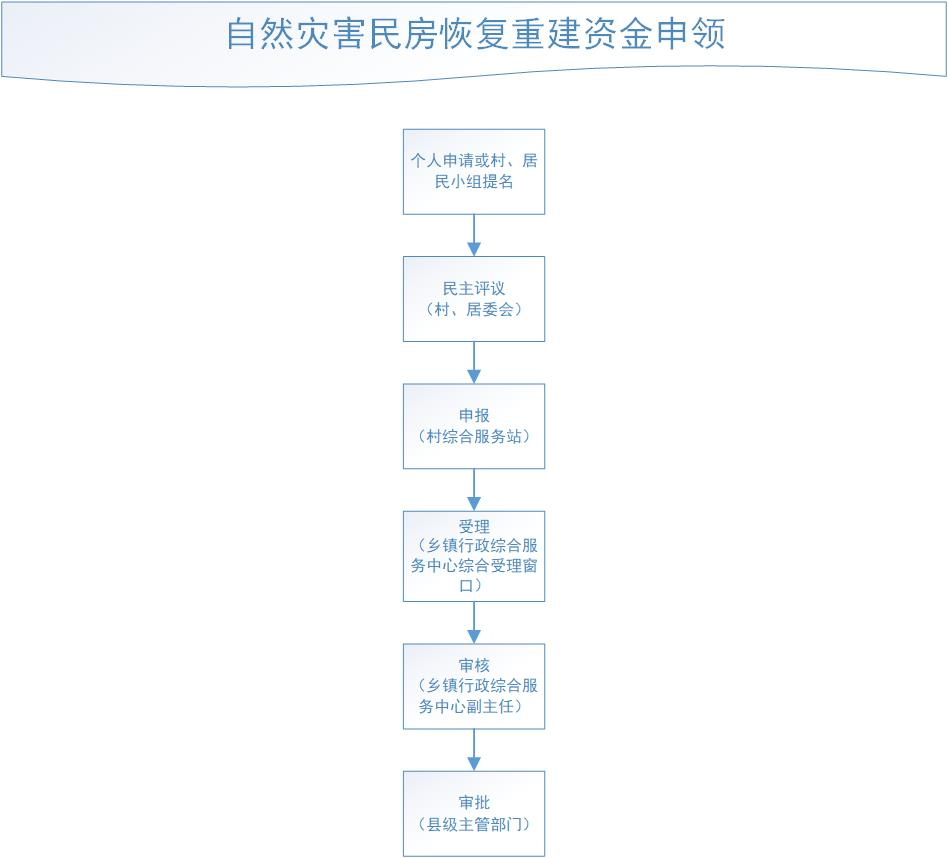 自然灾害民房恢复重建资金申领
个人申请或村、居
民小组提名
民主评议
（村、居委会）
申报
（村综合服务站）
受理
（乡镇行政综合服
务中心综合受理窗
口）
审核
（乡镇行政综合服
务中心副主任）
审批
（县级主管部门）